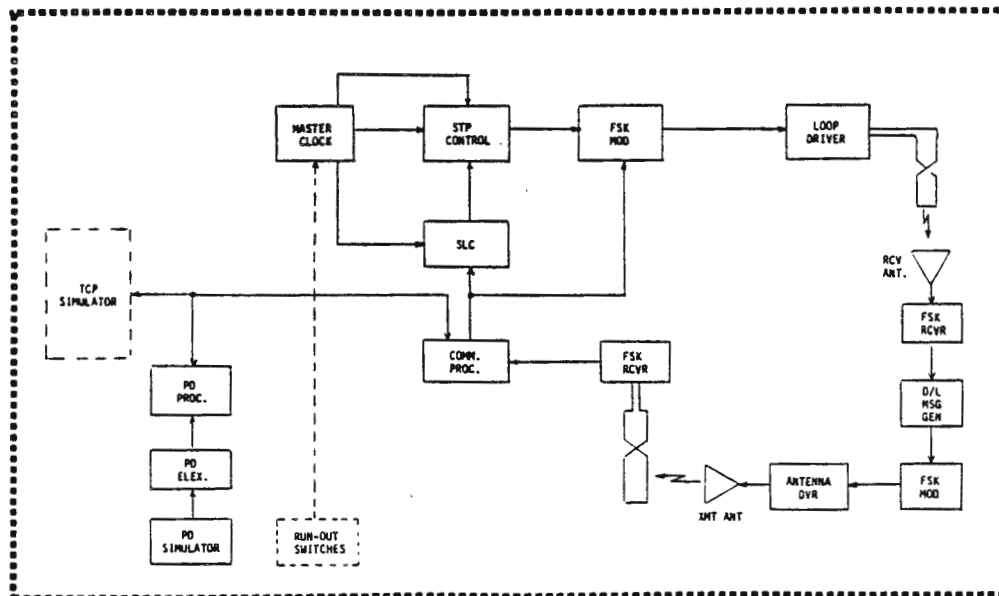 MASTER
CLOCK
STP
CONTROL
FSK
MOD
LOOP
DRIVER
SLC
RCV
ANT.
TCP
SIMULATOR
FSK
RCVR
COMM.
PROC.
FSK
RCVR
PD
PROC.
D/L
MSG
GEN
PD
ELEX.
ANTENNA
DVR
FSK
MOD
XMT ANT
PD
SIMULATOR
RUN-OUT
SWITCHES